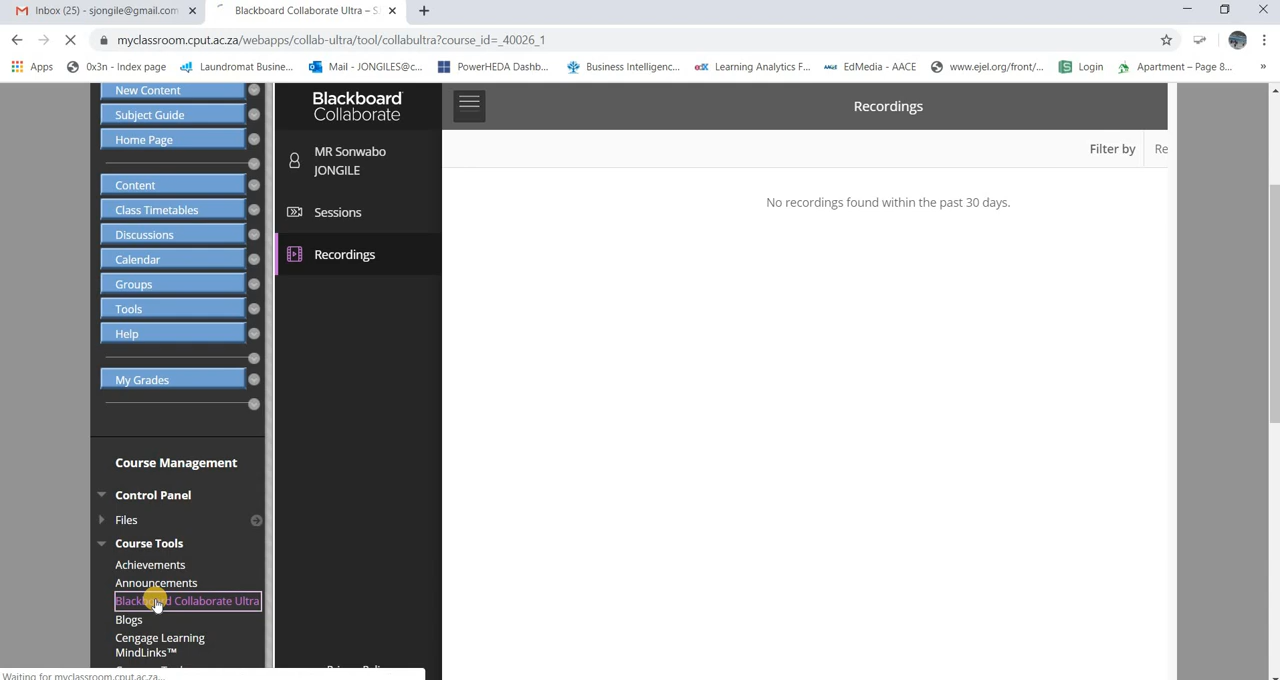 Inbox (25) - sjongile@gmail.com
Blackboard Collaborate Ultra – S
myclassroom.cput.ac.za/webapps/collab-ultra/tool/collabultra?course_id=_40026_1
Apps
0x3n - Index page
Laundromat Busine...
Mail - JONGILES@c...
PowerHEDA Dashb...
Business Intelligenc...
Learning Analytics F...
EdMedia - AACE
www.ejel.org/front/...
Login
Apartment – Page 8...
»
New Content
Subject Guide
Home Page
Content
Class Timetables
Discussions
Calendar
Groups
Tools
Help
My Grades
Course Management
Control Panel
Files
Course Tools
Achievements
Announcements
Blackboard Collaborate Ultra
Blogs
Cengage Learning
MindLinks™
Blackboard
Collaborate
MR Sonwabo
JONGILE
Sessions
Recordings
Recordings
Filter by
Re
No recordings found within the past 30 days.
Waiting for myclassroom.cput.ac.za...